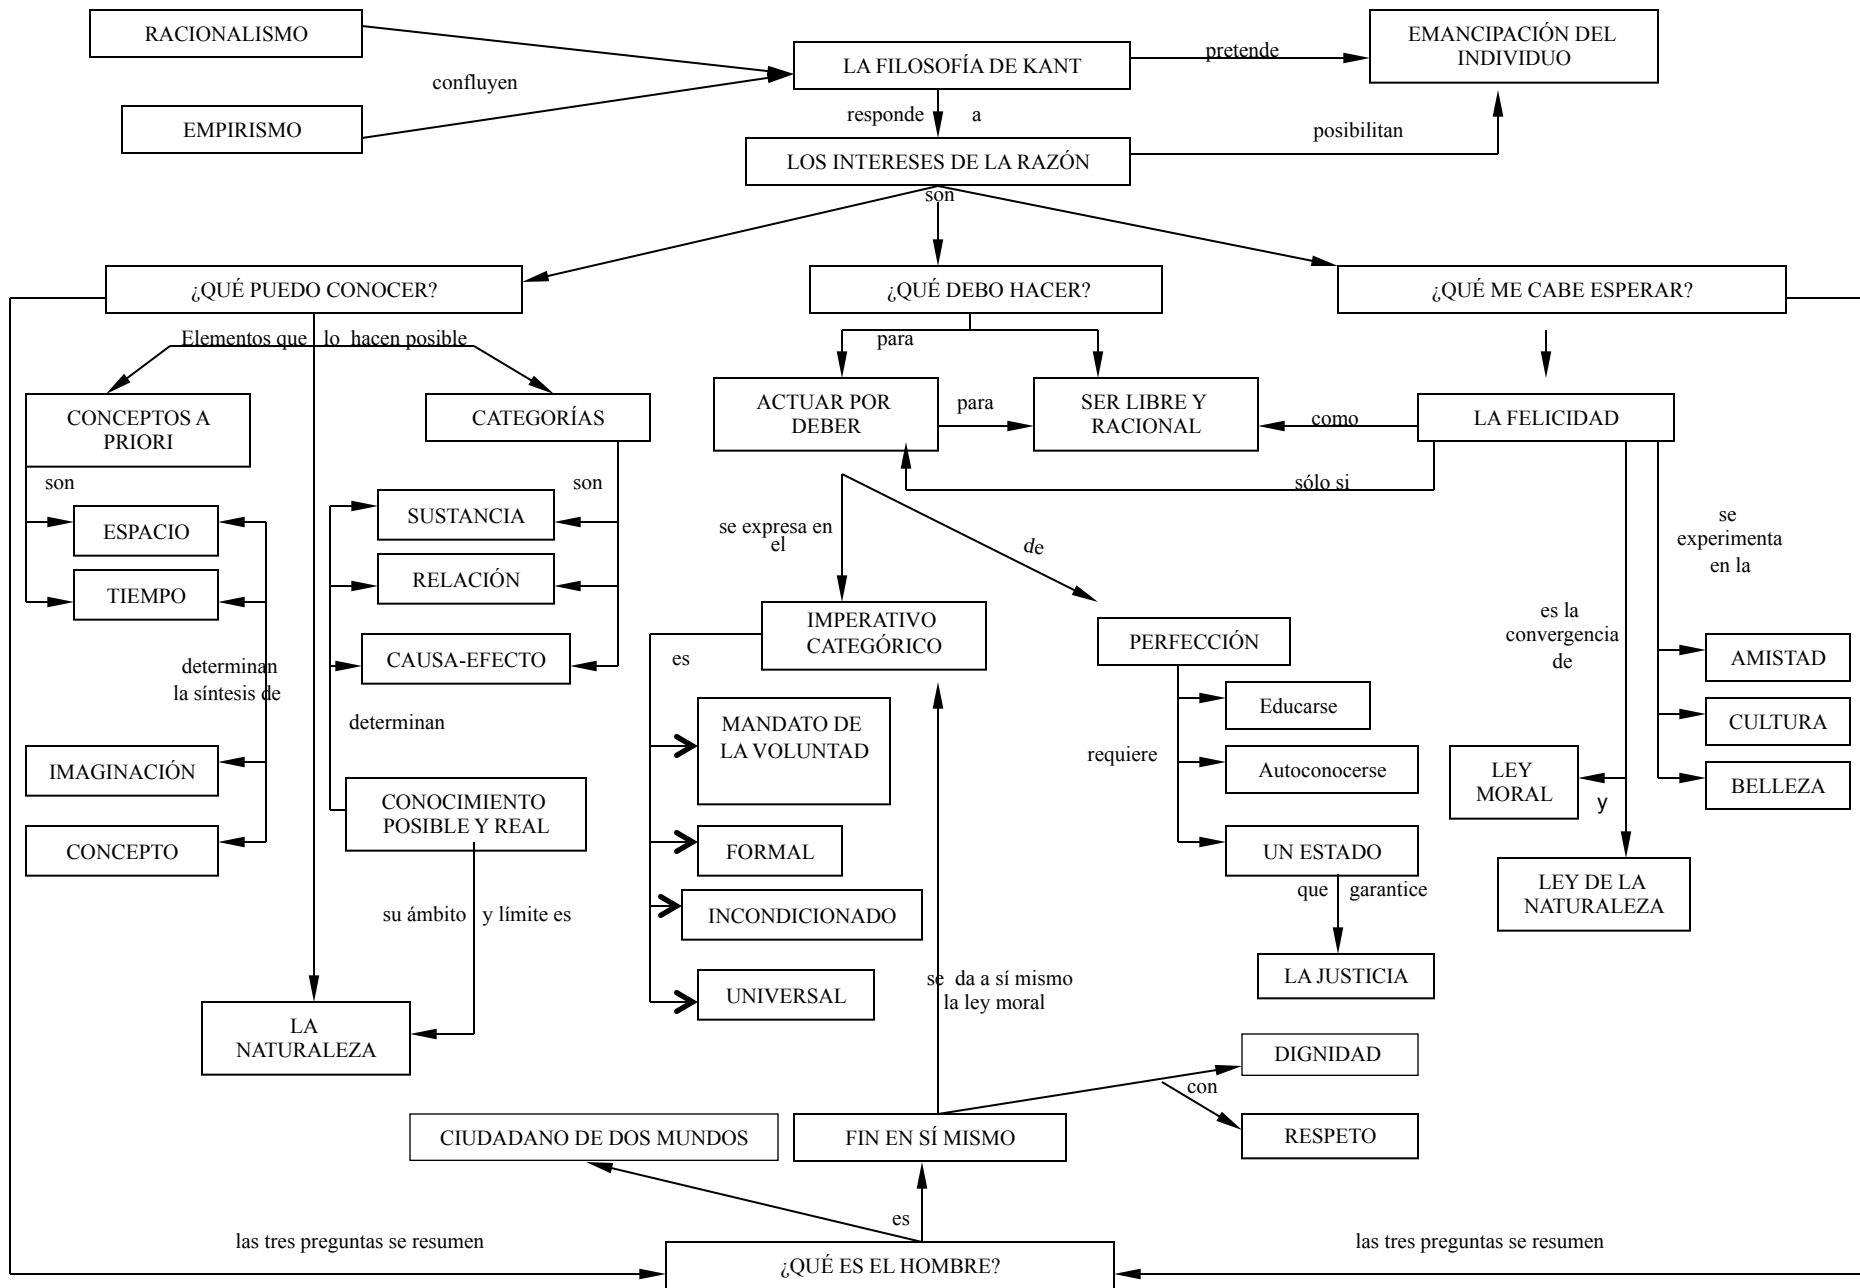 RACIONALISMO
EMANCIPACIÓN DEL
INDIVIDUO
LA FILOSOFÍA DE KANT
pretende
confluyen
EMPIRISMO
responde a
posibilitan
LOS INTERESES DE LA RAZÓN
son
¿QUÉ PUEDO CONOCER?
¿QUÉ DEBO HACER?
¿QUÉ ME CABE ESPERAR?
Elementos que lo hacen posible
para
CONCEPTOS A
PRIORI
CATEGORÍAS
ACTUAR POR
DEBER
para
SER LIBRE Y
RACIONAL
como
LA FELICIDAD
son
son
sólo si
ESPACIO
SUSTANCIA
se expresa en
el
de
se
experimenta
en la
TIEMPO
RELACIÓN
IMPERATIVO
CATEGÓRICO
PERFECCIÓN
es la
convergencia
de
determinan
la síntesis de
CAUSA-EFECTO
es
AMISTAD
Educarse
determinan
MANDATO DE
LA VOLUNTAD
CULTURA
requiere
IMAGINACIÓN
Autoconocerse
LEY
MORAL
y
BELLEZA
CONOCIMIENTO
POSIBLE Y REAL
CONCEPTO
FORMAL
UN ESTADO
que garantice
LEY DE LA
NATURALEZA
su ámbito y límite es
INCONDICIONADO
LA JUSTICIA
se da a sí mismo
la ley moral
UNIVERSAL
LA
NATURALEZA
DIGNIDAD
con
CIUDADANO DE DOS MUNDOS
FIN EN SÍ MISMO
RESPETO
es
las tres preguntas se resumen
las tres preguntas se resumen
¿QUÉ ES EL HOMBRE?